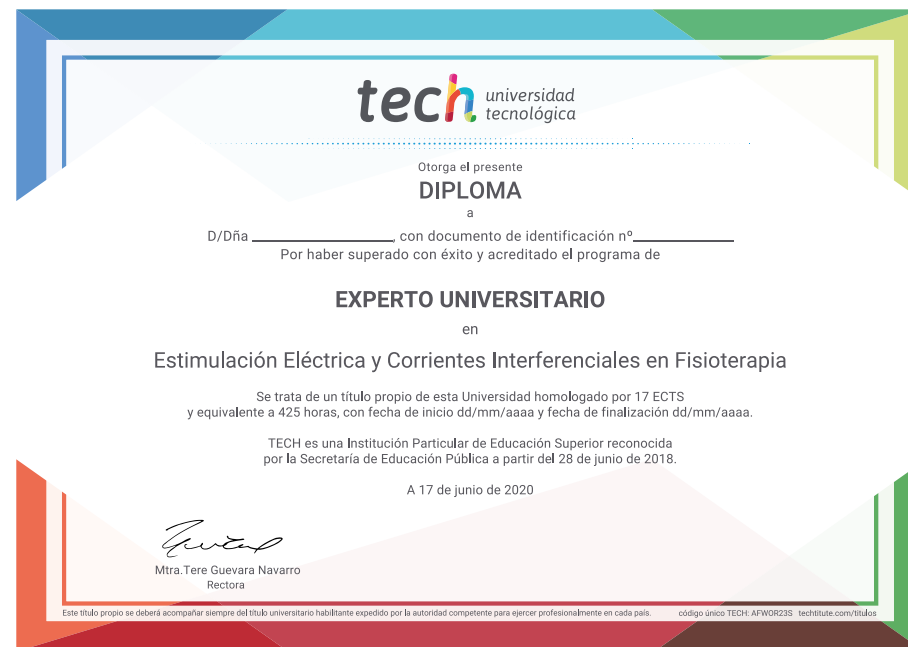 tech universidad
tecnológica
Otorga el presente
DIPLOMA
a
D/Dña ______________, con documento de identificación nº__________
Por haber superado con éxito y acreditado el programa de
EXPERTO UNIVERSITARIO
en
Estimulación Eléctrica y Corrientes Interferenciales en Fisioterapia
Se trata de un título propio de esta Universidad homologado por 17 ECTS
y equivalente a 425 horas, con fecha de inicio dd/mm/aaaa y fecha de finalización dd/mm/aaaa.
TECH es una Institución Particular de Educación Superior reconocida
por la Secretaría de Educación Pública a partir del 28 de junio de 2018.
A 17 de junio de 2020
Mtra.Tere Guevara Navarro
Rectora
Este título propio se deberá acompañar siempre del título universitario habilitante expedido por la autoridad competente para ejercer profesionalmente en cada país. código único TECH: AFWOR23S techtitute.com/titulos